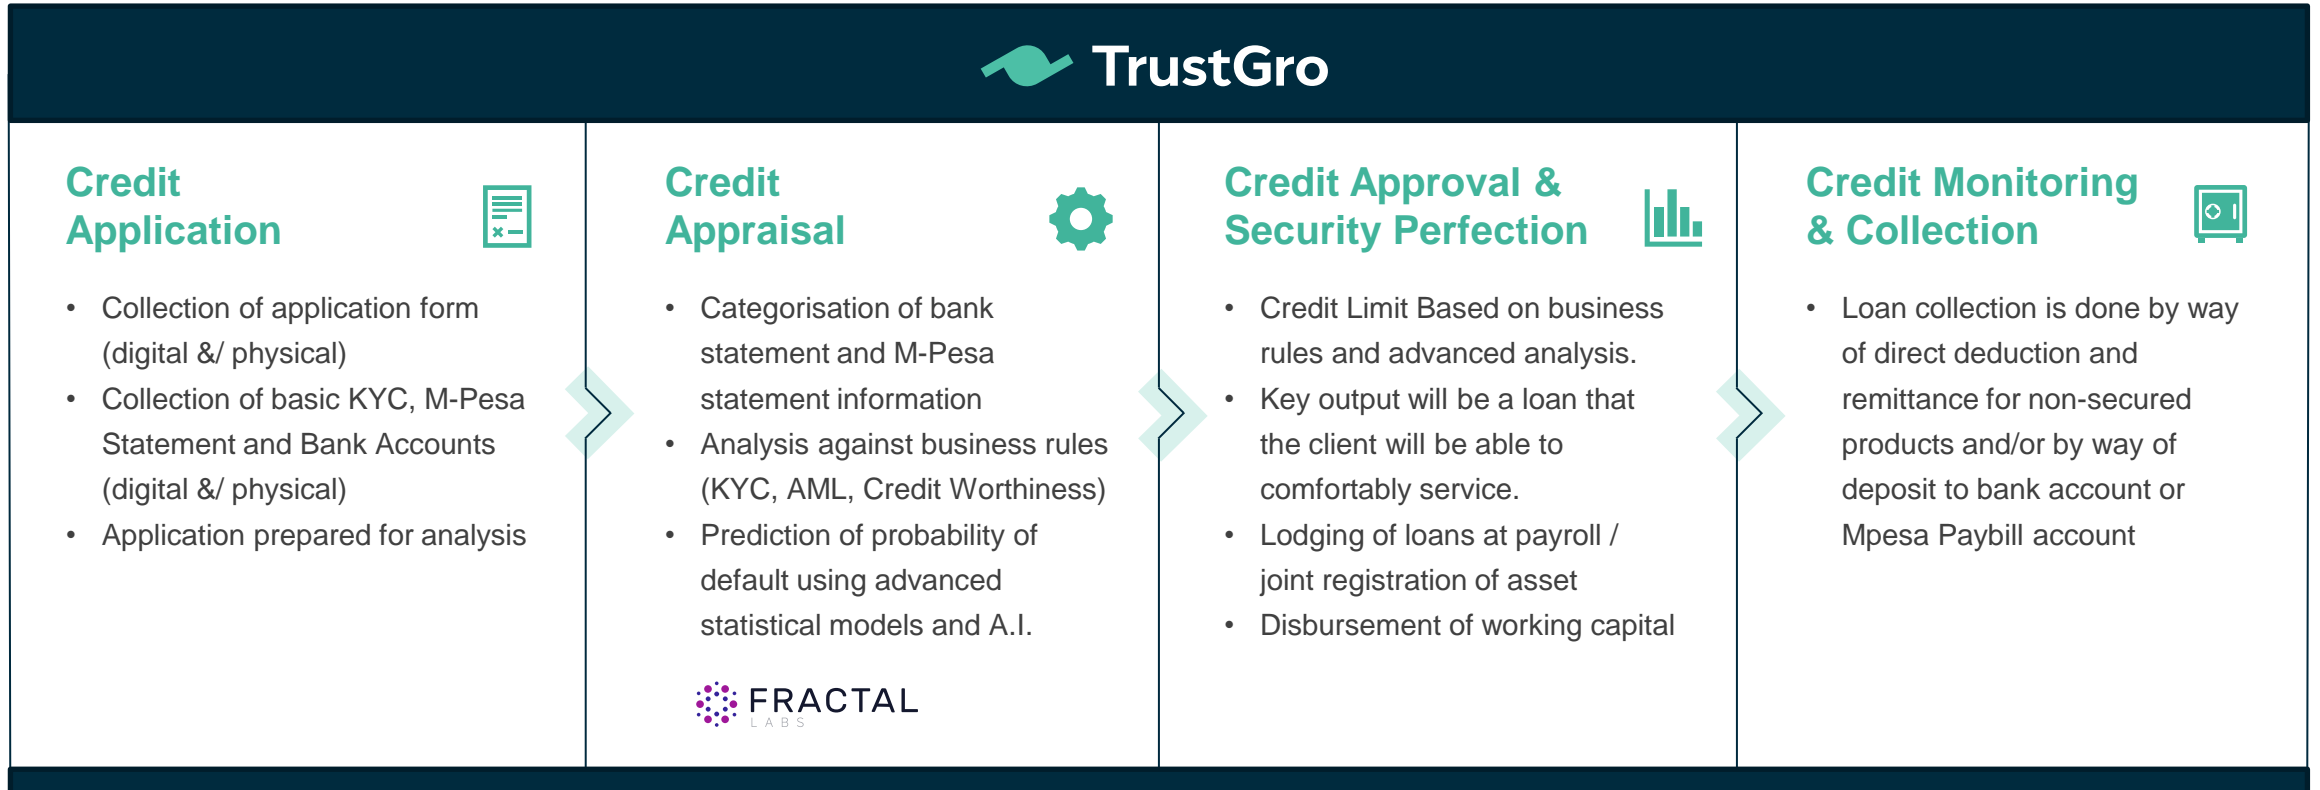 TrustGro
Credit
Application
• Collection of application form
(digital &/ physical)
• Collection of basic KYC, M-Pesa
Statement and Bank Accounts
(digital &/ physical)
• Application prepared for analysis
Credit
Appraisal
• Categorisation of bank
statement and M-Pesa
statement information
• Analysis against business rules
(KYC, AML, Credit Worthiness)
• Prediction of probability of
default using advanced
statistical models and A.I.
FRACTAL
LABS
Credit Approval &
Security Perfection
• Credit Limit Based on business
rules and advanced analysis.
• Key output will be a loan that
the client will be able to
comfortably service.
• Lodging of loans at payroll /
joint registration of asset
• Disbursement of working capital
Credit Monitoring
& Collection
• Loan collection is done by way
of direct deduction and
remittance for non-secured
products and/or by way of
deposit to bank account or
Mpesa Paybill account